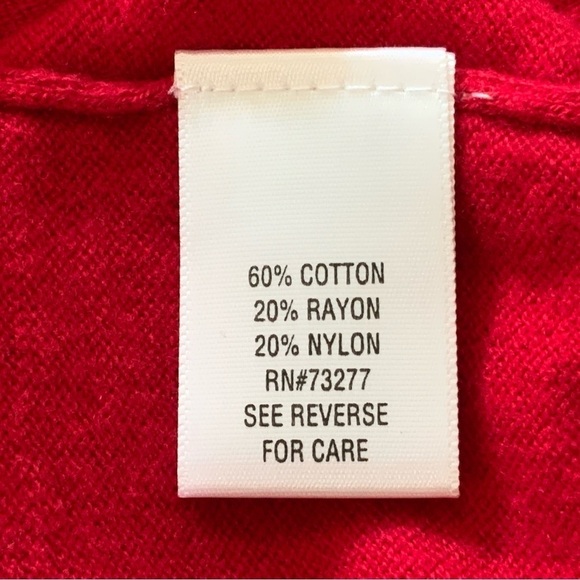 60% COTTON
20% RAYON
20% NYLON
RN#73277
SEE REVERSE
FOR CARE